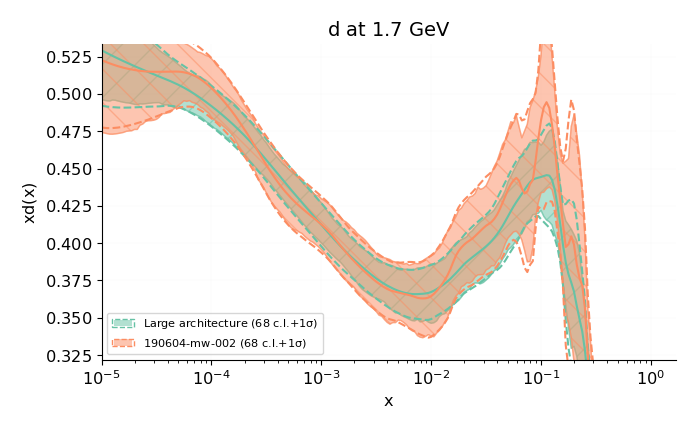 d at 1.7 GeV
xd(x)
0.525
0.500
0.475
0.450
0.425
0.400
0.375
0.350
0.325
Large architecture (68 c.l.+1σ)
190604-mw-002 (68 c.l.+1σ)
10⁻⁵ 10⁻⁴ 10⁻³ 10⁻² 10⁻¹ 10⁰
x